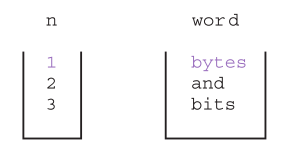 n word
1 bytes
2 and
3 bits